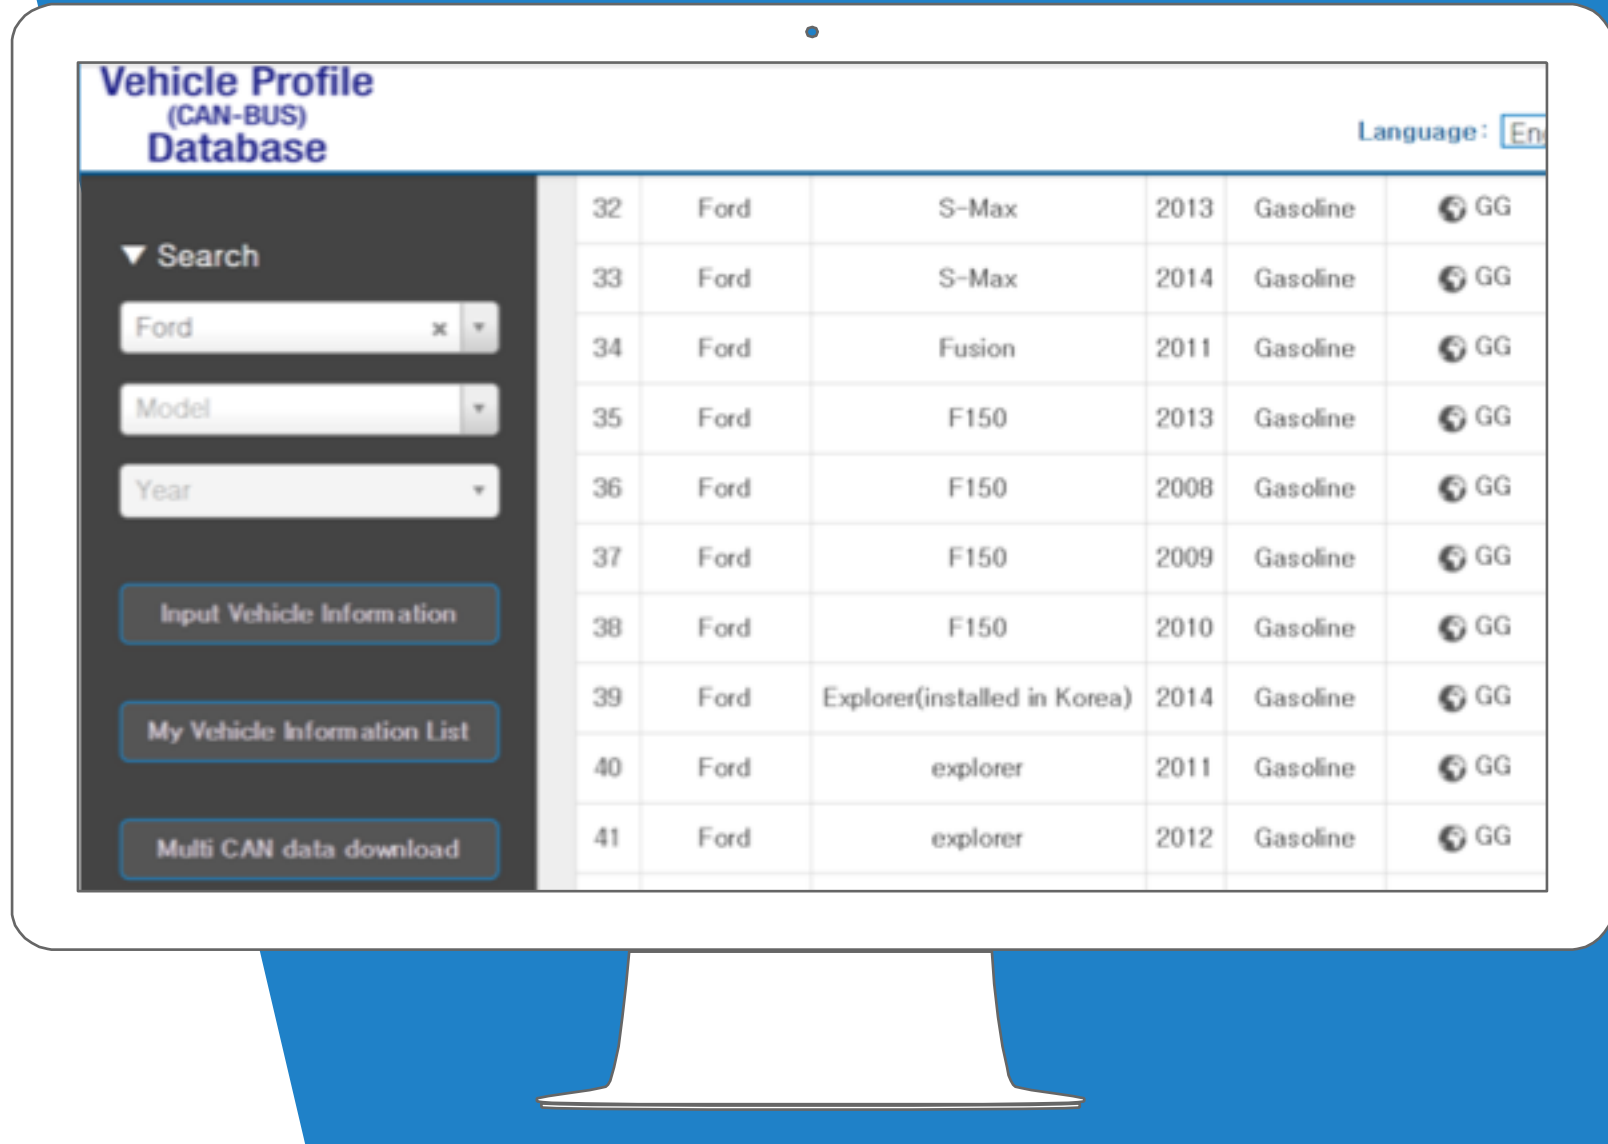 Vehicle Profile
(CAN-BUS)
Database
Language: En
▼ Search
Ford × ▼
Model ▼
Year ▼
Input Vehicle Information
My Vehicle Information List
Multi CAN data download
32 Ford S-Max 2013 Gasoline GG
33 Ford S-Max 2014 Gasoline GG
34 Ford Fusion 2011 Gasoline GG
35 Ford F150 2013 Gasoline GG
36 Ford F150 2008 Gasoline GG
37 Ford F150 2009 Gasoline GG
38 Ford F150 2010 Gasoline GG
39 Ford Explorer(installed in Korea) 2014 Gasoline GG
40 Ford explorer 2011 Gasoline GG
41 Ford explorer 2012 Gasoline GG